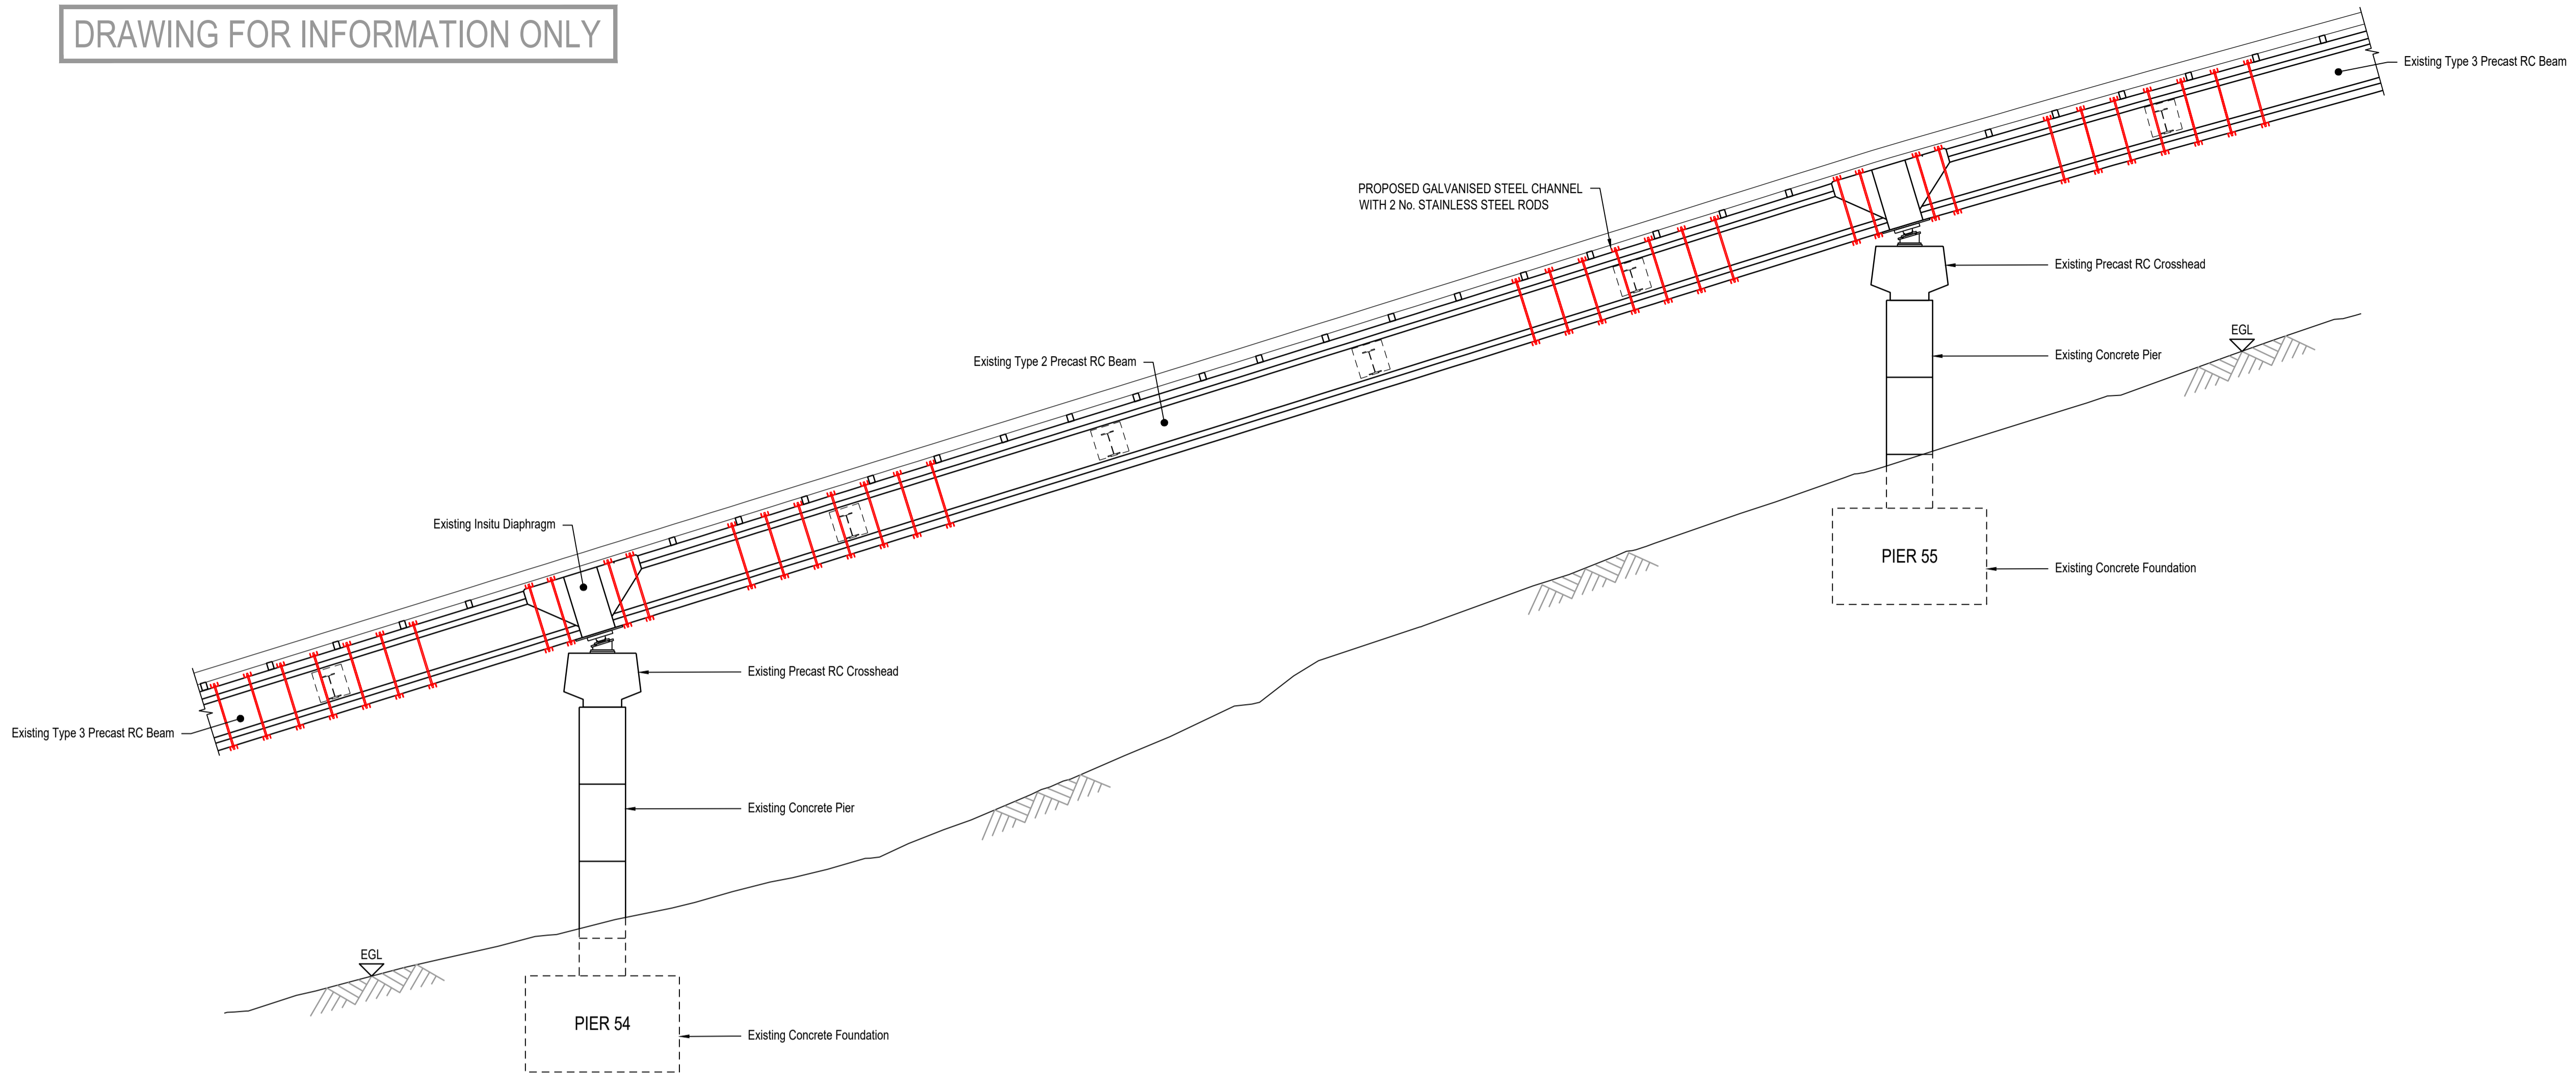 DRAWING FOR INFORMATION ONLY
Existing Type 3 Precast RC Beam
PROPOSED GALVANISED STEEL CHANNEL
WITH 2 No. STAINLESS STEEL RODS
Existing Precast RC Crosshead
EGL
Existing Concrete Pier
Existing Type 2 Precast RC Beam
Existing Insitu Diaphragm
PIER 55
Existing Concrete Foundation
Existing Precast RC Crosshead
Existing Type 3 Precast RC Beam
Existing Concrete Pier
EGL
PIER 54
Existing Concrete Foundation